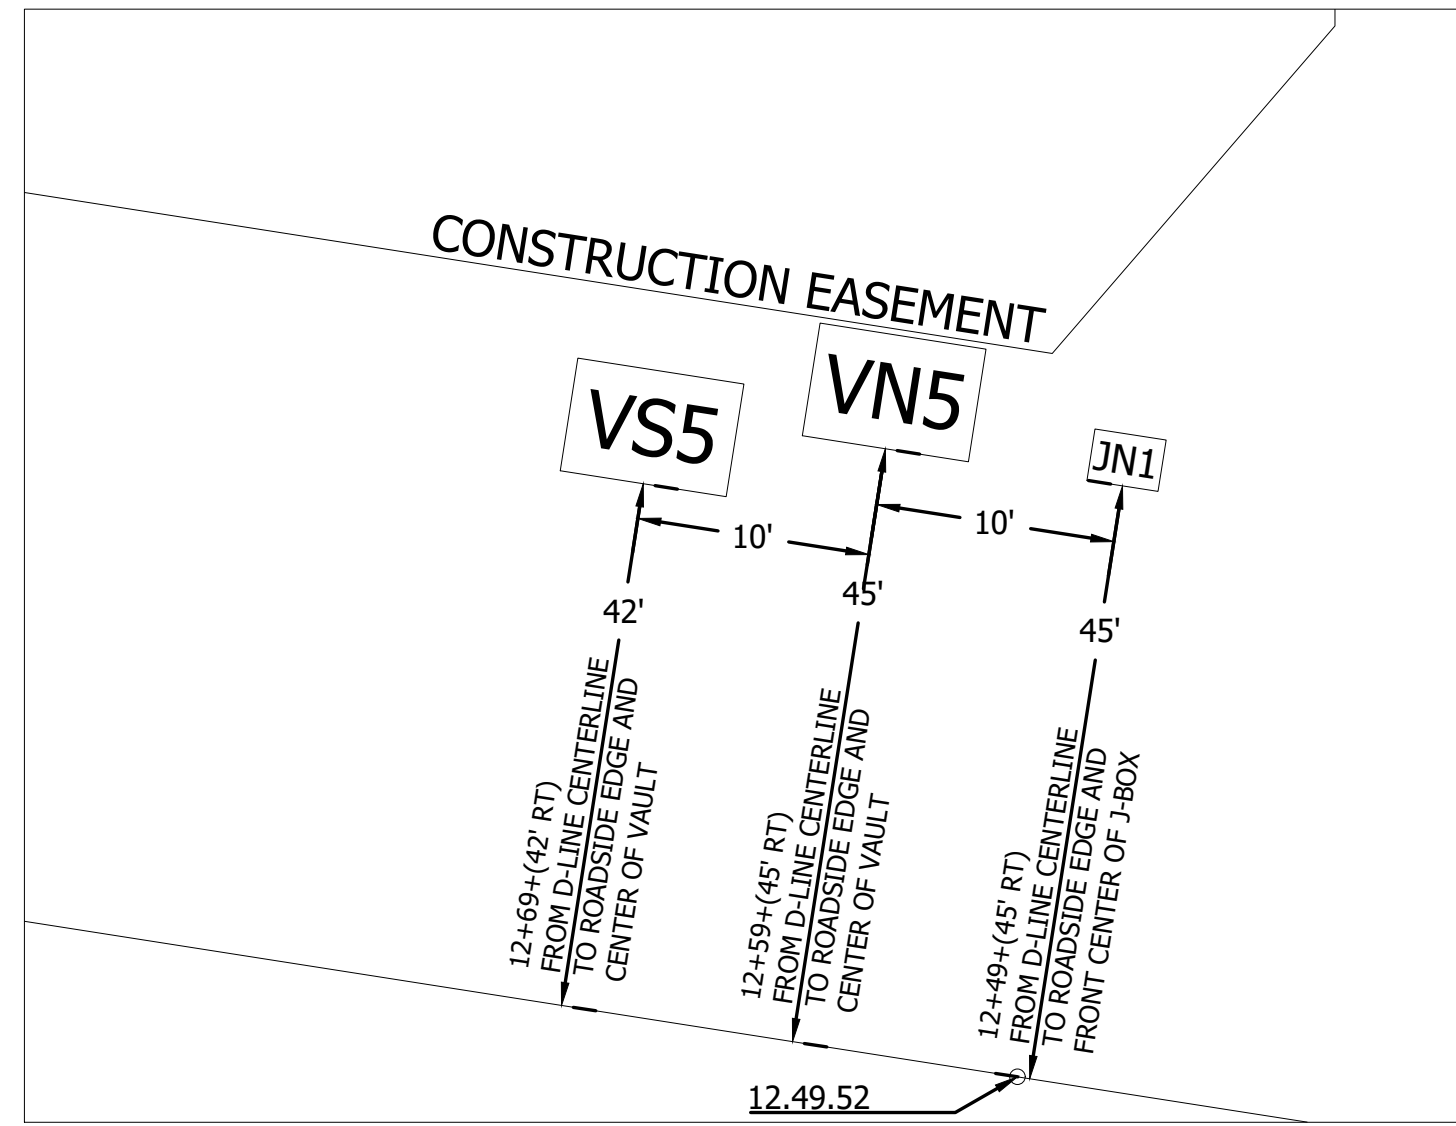 CONSTRUCTION EASEMENT
VS5
VN5
JN1
10'
10'
42'
45'
45'
12+69+(42' RT)
FROM D-LINE CENTERLINE
TO ROADSIDE EDGE AND
CENTER OF VAULT
12+59+(45' RT)
FROM D-LINE CENTERLINE
TO ROADSIDE EDGE AND
CENTER OF VAULT
12+49+(45' RT)
FROM D-LINE CENTERLINE
TO ROADSIDE EDGE AND
FRONT CENTER OF J-BOX
12.49.52